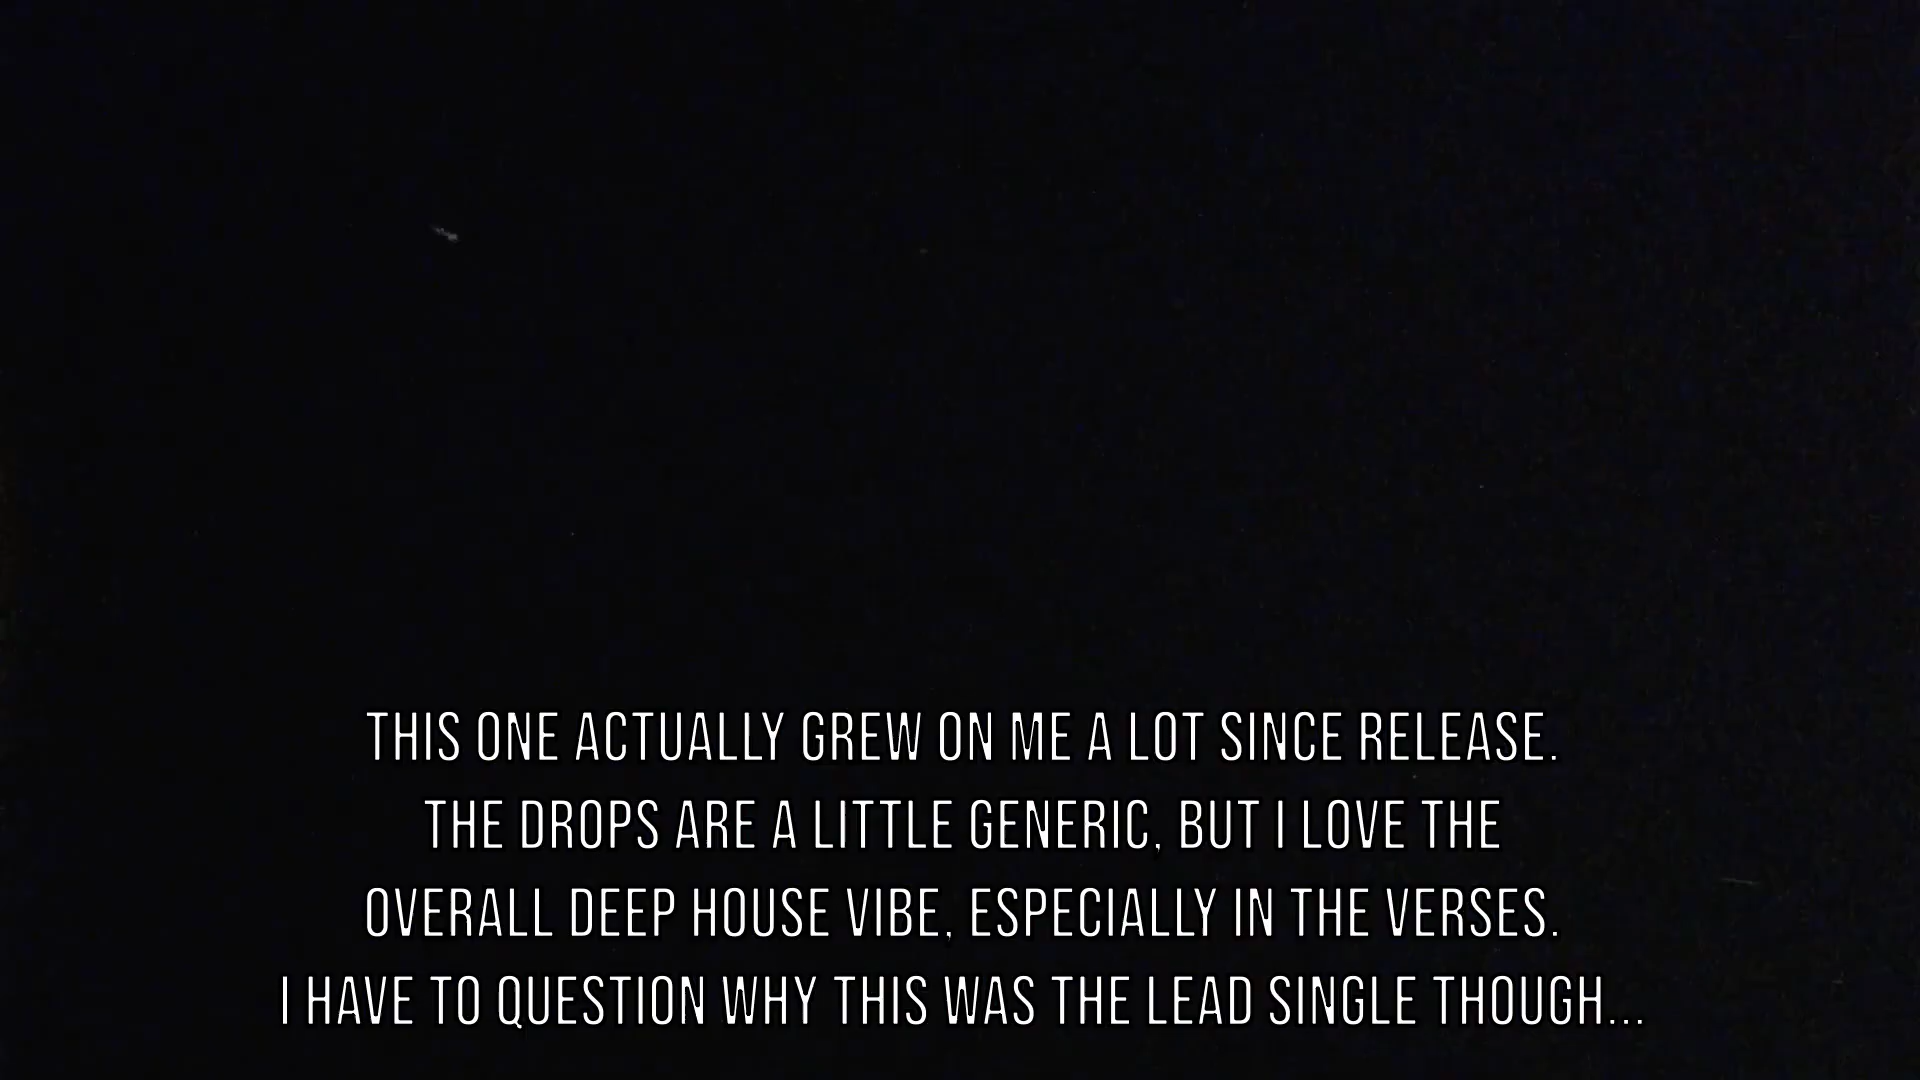 THIS ONE ACTUALLY GREW ON ME A LOT SINCE RELEASE.
THE DROPS ARE A LITTLE GENERIC, BUT I LOVE THE
OVERALL DEEP HOUSE VIBE, ESPECIALLY IN THE VERSES.
I HAVE TO QUESTION WHY THIS WAS THE LEAD SINGLE THOUGH...